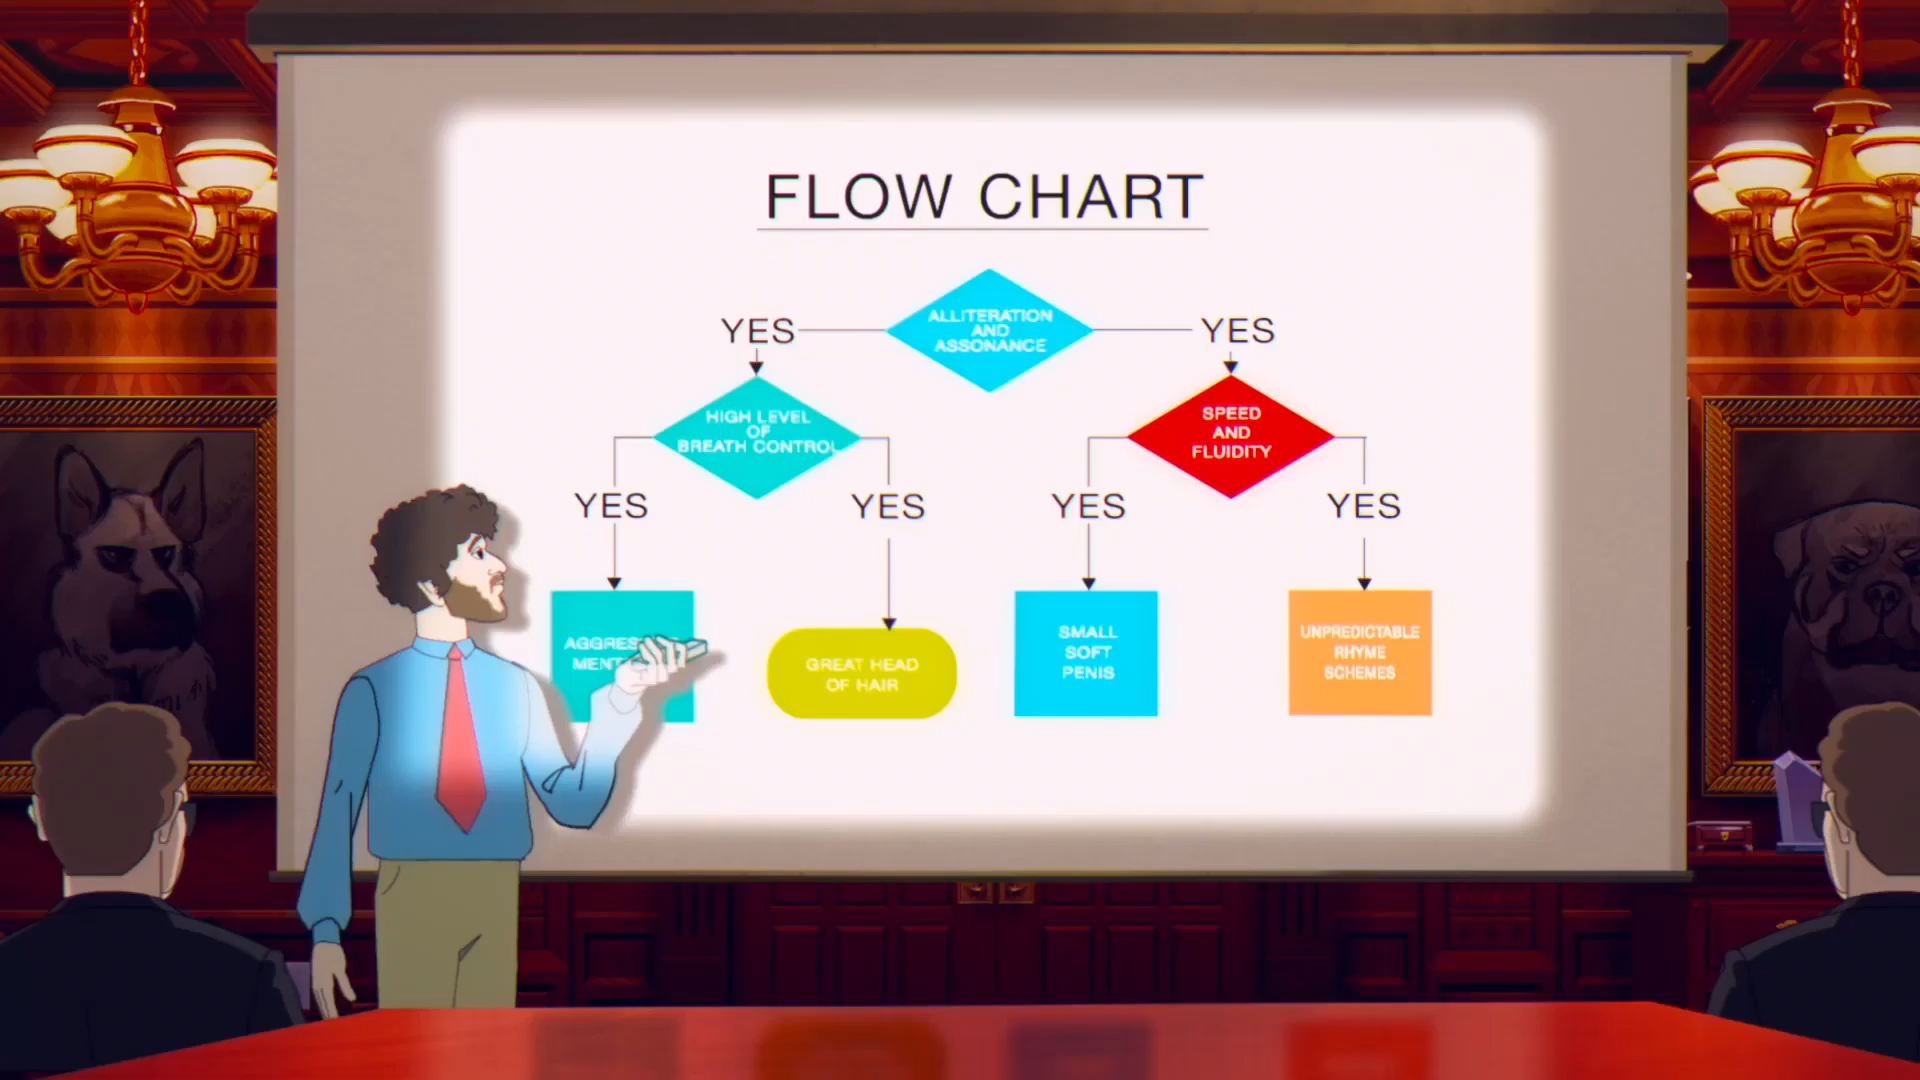 FLOW CHART
ALLITERATION
AND
ASSONANCE
YES
YES
HIGH LEVEL
OF
BREATH CONTROL
SPEED
AND
FLUIDITY
YES
YES
YES
YES
GREAT HEAD
OF HAIR
SMALL
SOFT
PENIS
UNPREDICTABLE
RHYME
SCHEMES